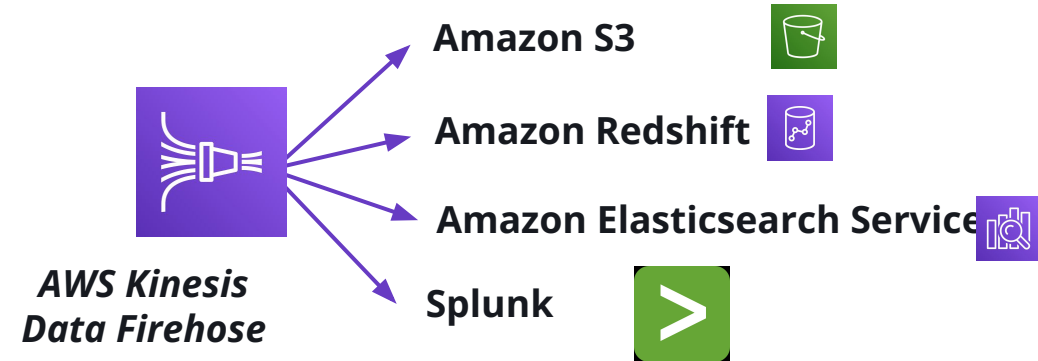 Amazon S3
Amazon Redshift
Amazon Elasticsearch Service
Splunk
AWS Kinesis
Data Firehose